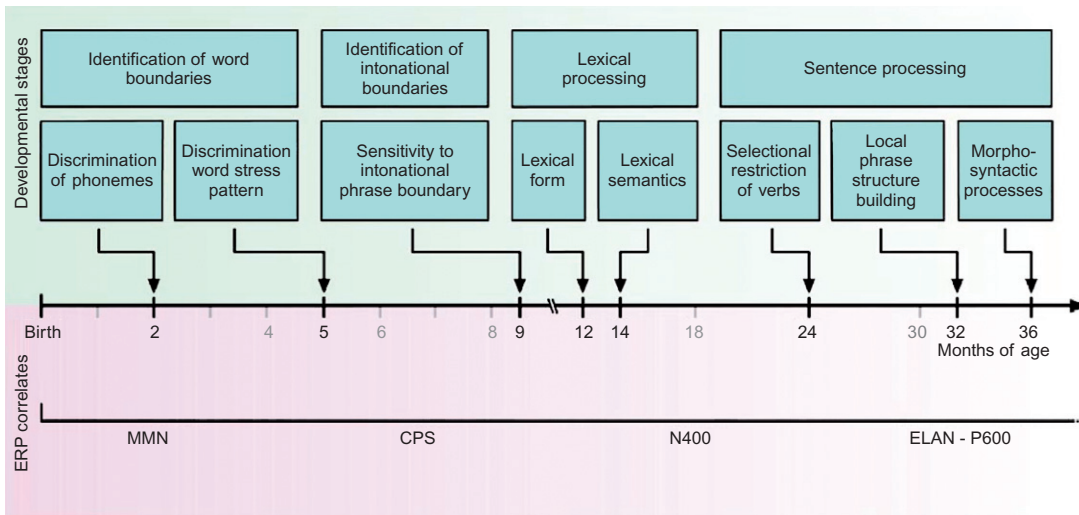 Developmental stages
Identification of word
boundaries
Identification of
intonational
boundaries
Lexical
processing
Sentence processing
Discrimination
of phonemes
Discrimination
word stress
pattern
Sensitivity to
intonational
phrase boundary
Lexical
form
Lexical
semantics
Selectional
restriction
of verbs
Local
phrase
structure
building
Morpho-
syntactic
processes
Birth 2 4 5 6 8 9 12 14 18 24 30 32 36
Months of age
ERP correlates
MMN CPS N400 ELAN - P600